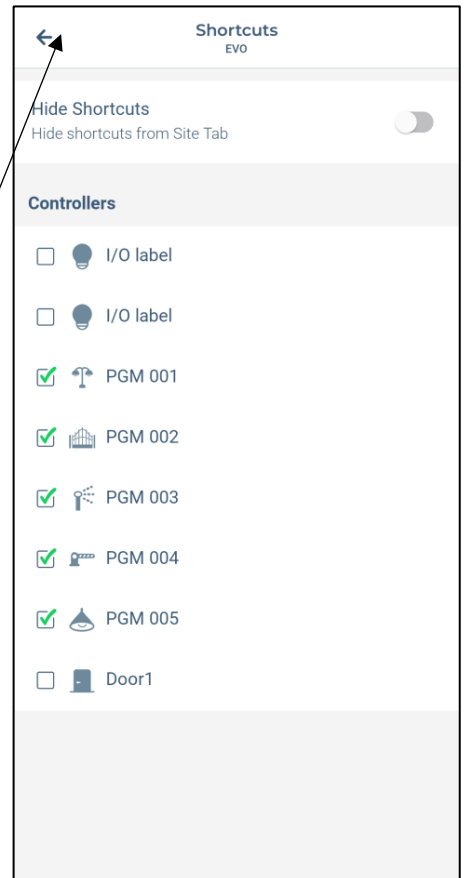 Shortcuts
EVO
Hide Shortcuts
Hide shortcuts from Site Tab
Controllers
I/O label
I/O label
PGM 001
PGM 002
PGM 003
PGM 004
PGM 005
Door1